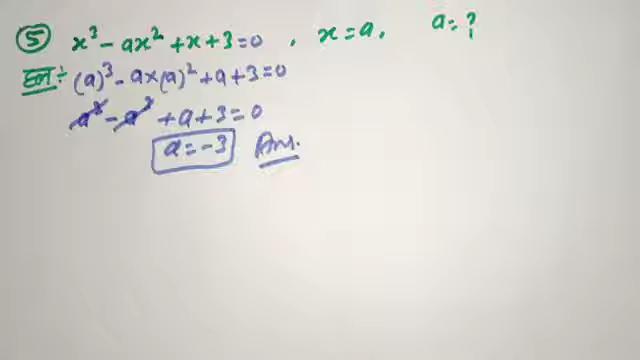 ⑤ x³ - ax² + x + 3 = 0 , x = a, a = ?
हल ÷ (a)³ - a×(a)² + a + 3 = 0
a³ - a³ + a + 3 = 0
a = -3 Ans.